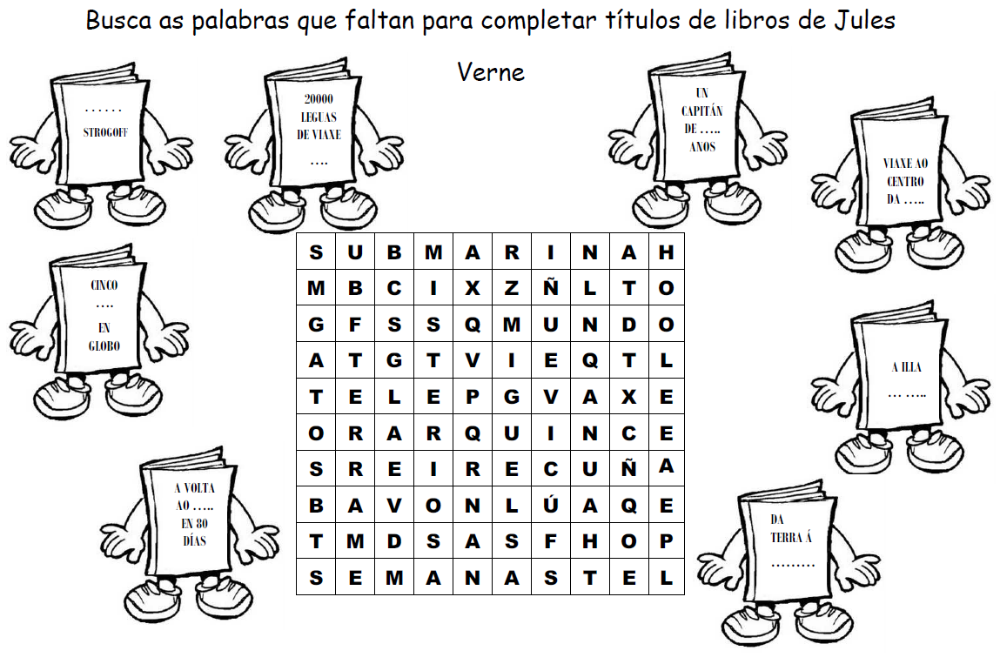 Busca as palabras que faltan para completar títulos de libros de Jules
Verne
. . . . . .
STROGOFF
20000
LEGUAS
DE VIAXE
....
UN
CAPITÁN
DE .....
ANOS
VIAXE AO
CENTRO
DA .....
CINCO
....
EN
GLOBO
A ILLA
... .....
A VOLTA
AO .....
EN 80
DÍAS
DA
TERRA Á
.........
S U B M A R I N A H
M B C I X Z Ñ L T O
G F S S Q M U N D O
A T G T V I E Q T L
T E L E P G V A X E
O R A R Q U I N C E
S R E I R E C U Ñ A
B A V O N L Ú A Q E
T M D S A S F H O P
S E M A N A S T E L